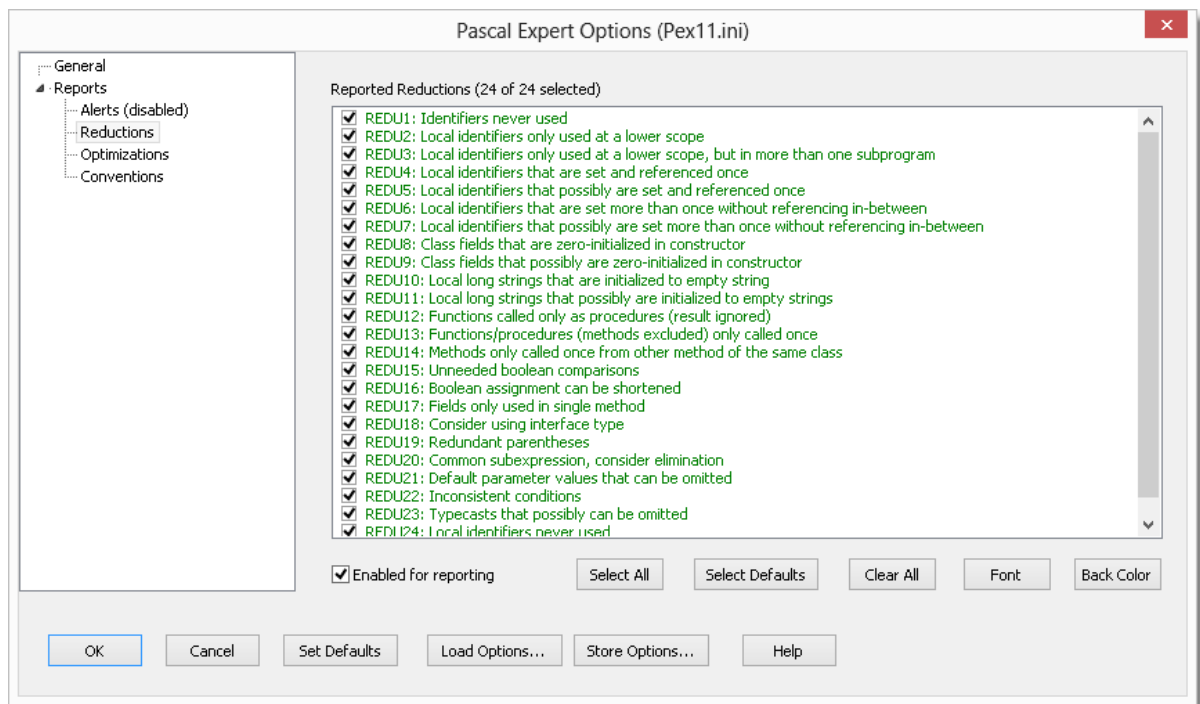 Pascal Expert Options (Pex11.ini)
General
Reports
Alerts (disabled)
Reductions
Optimizations
Conventions
Reported Reductions (24 of 24 selected)
REDU1: Identifiers never used
REDU2: Local identifiers only used at a lower scope
REDU3: Local identifiers only used at a lower scope, but in more than one subprogram
REDU4: Local identifiers that are set and referenced once
REDU5: Local identifiers that possibly are set and referenced once
REDU6: Local identifiers that are set more than once without referencing in-between
REDU7: Local identifiers that possibly are set more than once without referencing in-between
REDU8: Class fields that are zero-initialized in constructor
REDU9: Class fields that possibly are zero-initialized in constructor
REDU10: Local long strings that are initialized to empty string
REDU11: Local long strings that possibly are initialized to empty strings
REDU12: Functions called only as procedures (result ignored)
REDU13: Functions/procedures (methods excluded) only called once
REDU14: Methods only called once from other method of the same class
REDU15: Unneeded boolean comparisons
REDU16: Boolean assignment can be shortened
REDU17: Fields only used in single method
REDU18: Consider using interface type
REDU19: Redundant parentheses
REDU20: Common subexpression, consider elimination
REDU21: Default parameter values that can be omitted
REDU22: Inconsistent conditions
REDU23: Typecasts that possibly can be omitted
REDU24: Local identifiers never used
Enabled for reporting
Select All
Select Defaults
Clear All
Font
Back Color
OK
Cancel
Set Defaults
Load Options...
Store Options...
Help